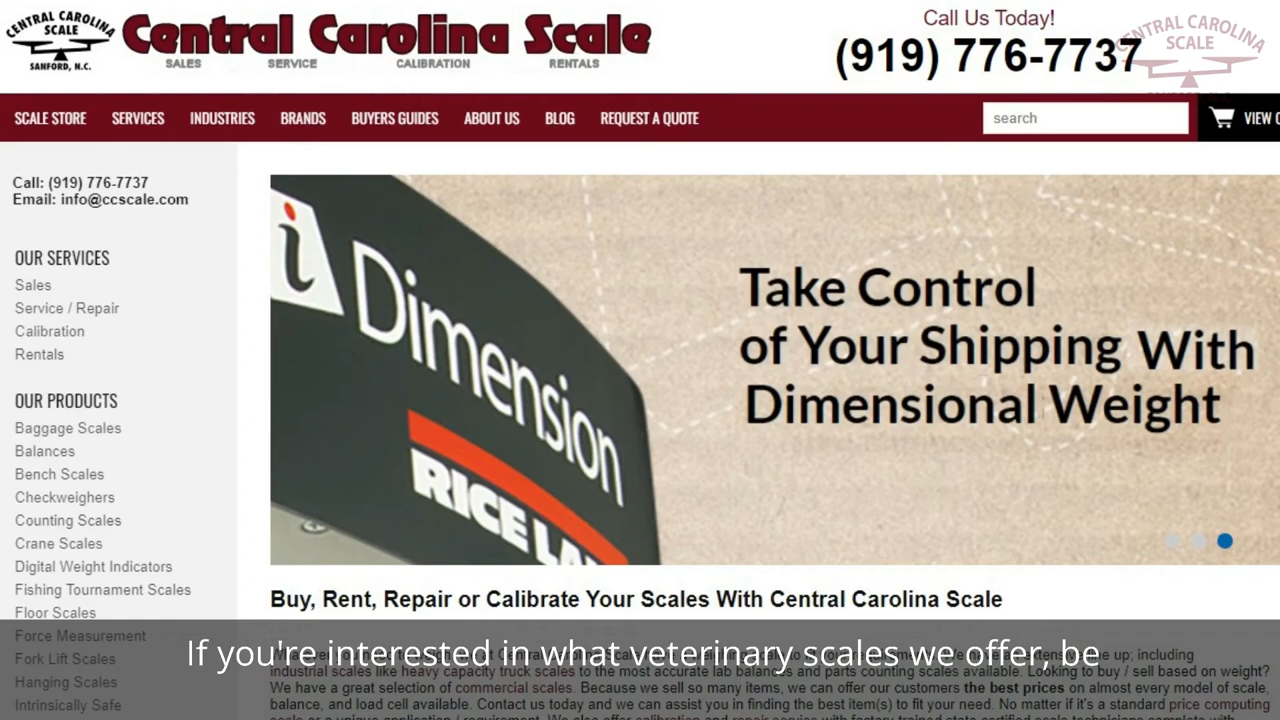 CENTRAL CAROLINA
SCALE
SANFORD, N.C.
Central Carolina Scale
SALES SERVICE CALIBRATION RENTALS
Call Us Today!
(919) 776-7737
CENTRAL CAROLINA
SCALE
SCALE STORE SERVICES INDUSTRIES BRANDS BUYERS GUIDES ABOUT US BLOG REQUEST A QUOTE
search
VIEW
Call: (919) 776-7737
Email: info@ccscale.com
OUR SERVICES
Sales
Service / Repair
Calibration
Rentals
OUR PRODUCTS
Baggage Scales
Balances
Bench Scales
Checkweighers
Counting Scales
Crane Scales
Digital Weight Indicators
Fishing Tournament Scales
Floor Scales
Force Measurement
Fork Lift Scales
Hanging Scales
Intrinsically Safe
i Dimension
RICE LA
Take Control
of Your Shipping With
Dimensional Weight
Buy, Rent, Repair or Calibrate Your Scales With Central Carolina Scale
If you're interested in what veterinary scales we offer, be
industrial scales like heavy capacity truck scales to the most accurate lab balances and parts counting scales available. Looking to buy / sell based on weight?
We have a great selection of commercial scales. Because we sell so many items, we can offer our customers the best prices on almost every model of scale,
balance, and load cell available. Contact us today and we can assist you in finding the best item(s) to fit your need. No matter if it's a standard price computing